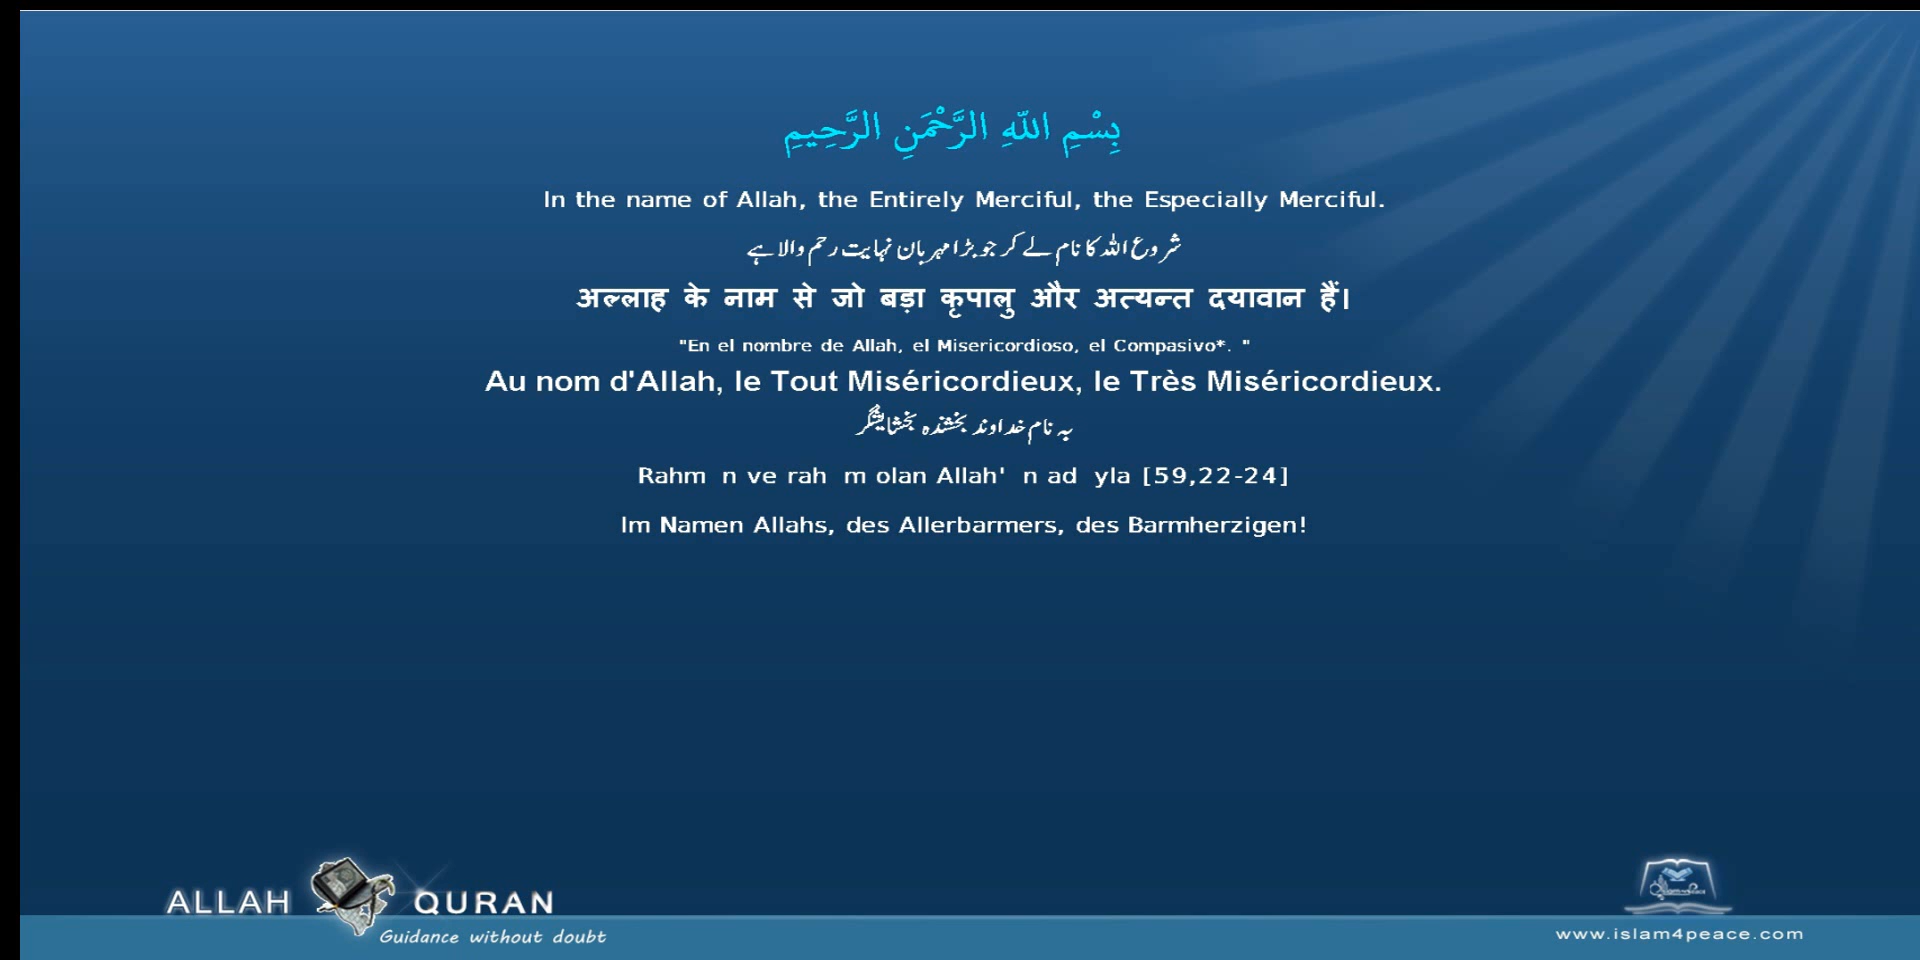 بِسْمِ اللَّهِ الرَّحْمَنِ الرَّحِيمِ
In the name of Allah, the Entirely Merciful, the Especially Merciful.
شروع الله کا نام لے کر جو بڑا مہربان نہایت رحم والا ہے
अल्लाह के नाम से जो बड़ा कृपालु और अत्यन्त दयावान हैं।
"En el nombre de Allah, el Misericordioso, el Compasivo*. "
Au nom d'Allah, le Tout Miséricordieux, le Très Miséricordieux.
به نام خداوند بخشنده بخشایشگر
Rahm n ve rah m olan Allah' n ad yla [59,22-24]
Im Namen Allahs, des Allerbarmers, des Barmherzigen!
ALLAH QURAN
Guidance without doubt
www.islam4peace.com